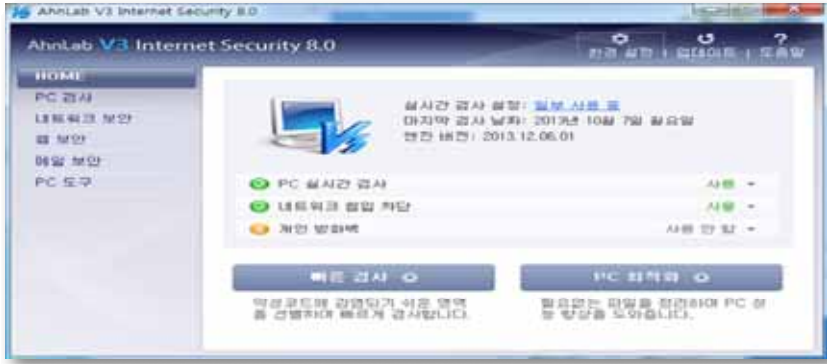 AhnLab V3 Internet Security 8.0
AhnLab V3 Internet Security 8.0
환경 설정 | 업데이트 | 도움말
HOME
PC 검사
네트워크 보안
웹 보안
메일 보안
PC 도구
실시간 검사 설정: 일부 사용 중
마지막 검사 날짜: 2013년 10월 7일 월요일
엔진 버전: 2013.12.06.01
PC 실시간 검사 사용
네트워크 침입 차단 사용
개인 방화벽 사용 안 함
빠른 검사
PC 최적화
악성코드에 감염되기 쉬운 영역
을 선별하여 빠르게 검사합니다.
필요없는 파일을 정리하여 PC 성
능 향상을 도와줍니다.